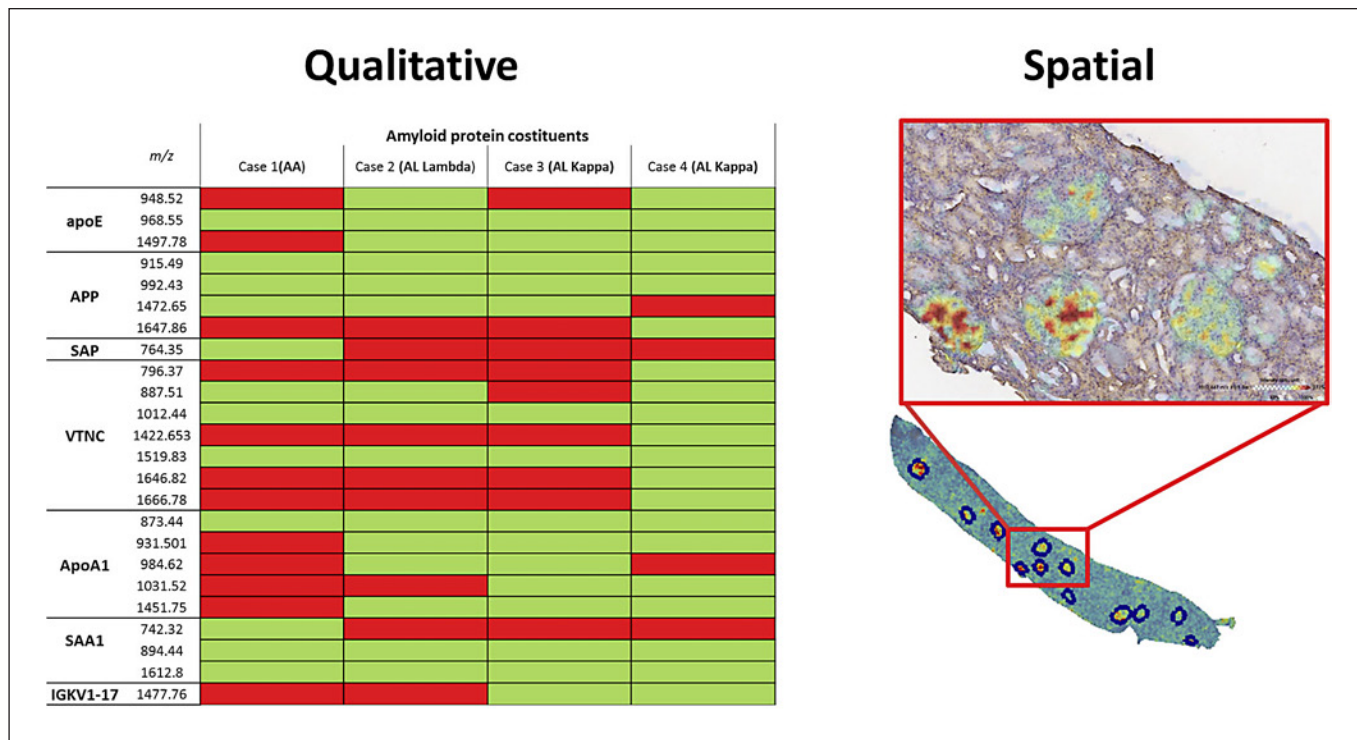 Qualitative
Spatial
Amyloid protein costituents
m/z
Case 1(AA)
Case 2 (AL Lambda)
Case 3 (AL Kappa)
Case 4 (AL Kappa)
apoE
948.52
968.55
1497.78
APP
915.49
992.43
1472.65
1647.86
SAP
764.35
VTNC
796.37
887.51
1012.44
1422.653
1519.83
1646.82
1666.78
ApoA1
873.44
931.501
984.62
1031.52
1451.75
SAA1
742.32
894.44
1612.8
IGKV1-17
1477.76